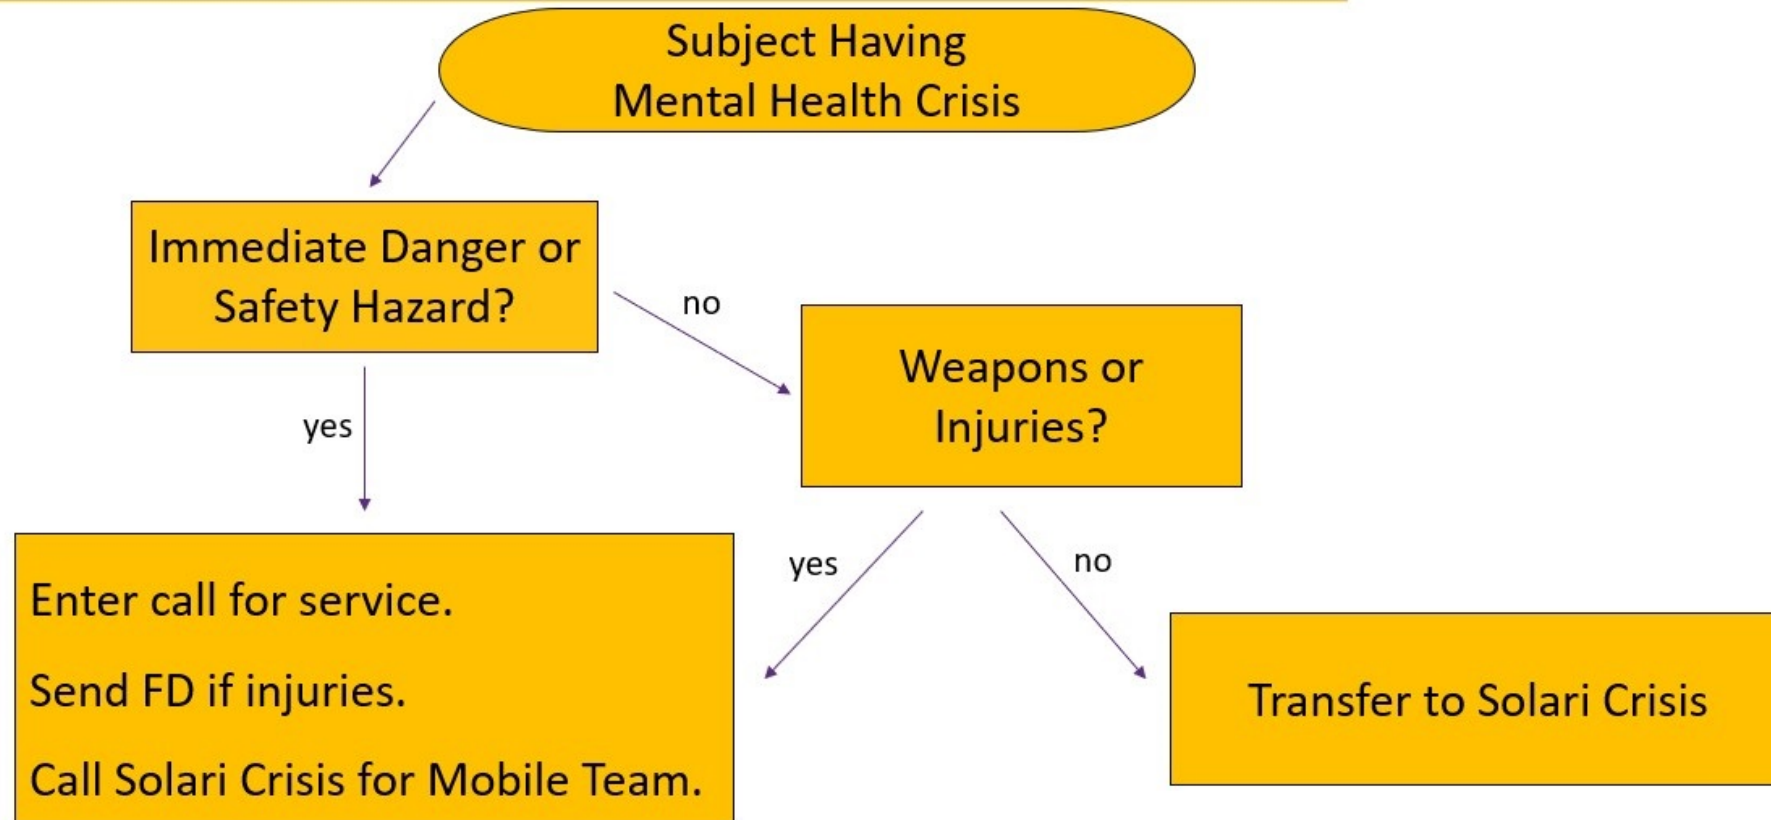 Subject Having
Mental Health Crisis
Immediate Danger or
Safety Hazard?
no
Weapons or
Injuries?
yes
yes
no
Enter call for service.
Send FD if injuries.
Call Solari Crisis for Mobile Team.
Transfer to Solari Crisis